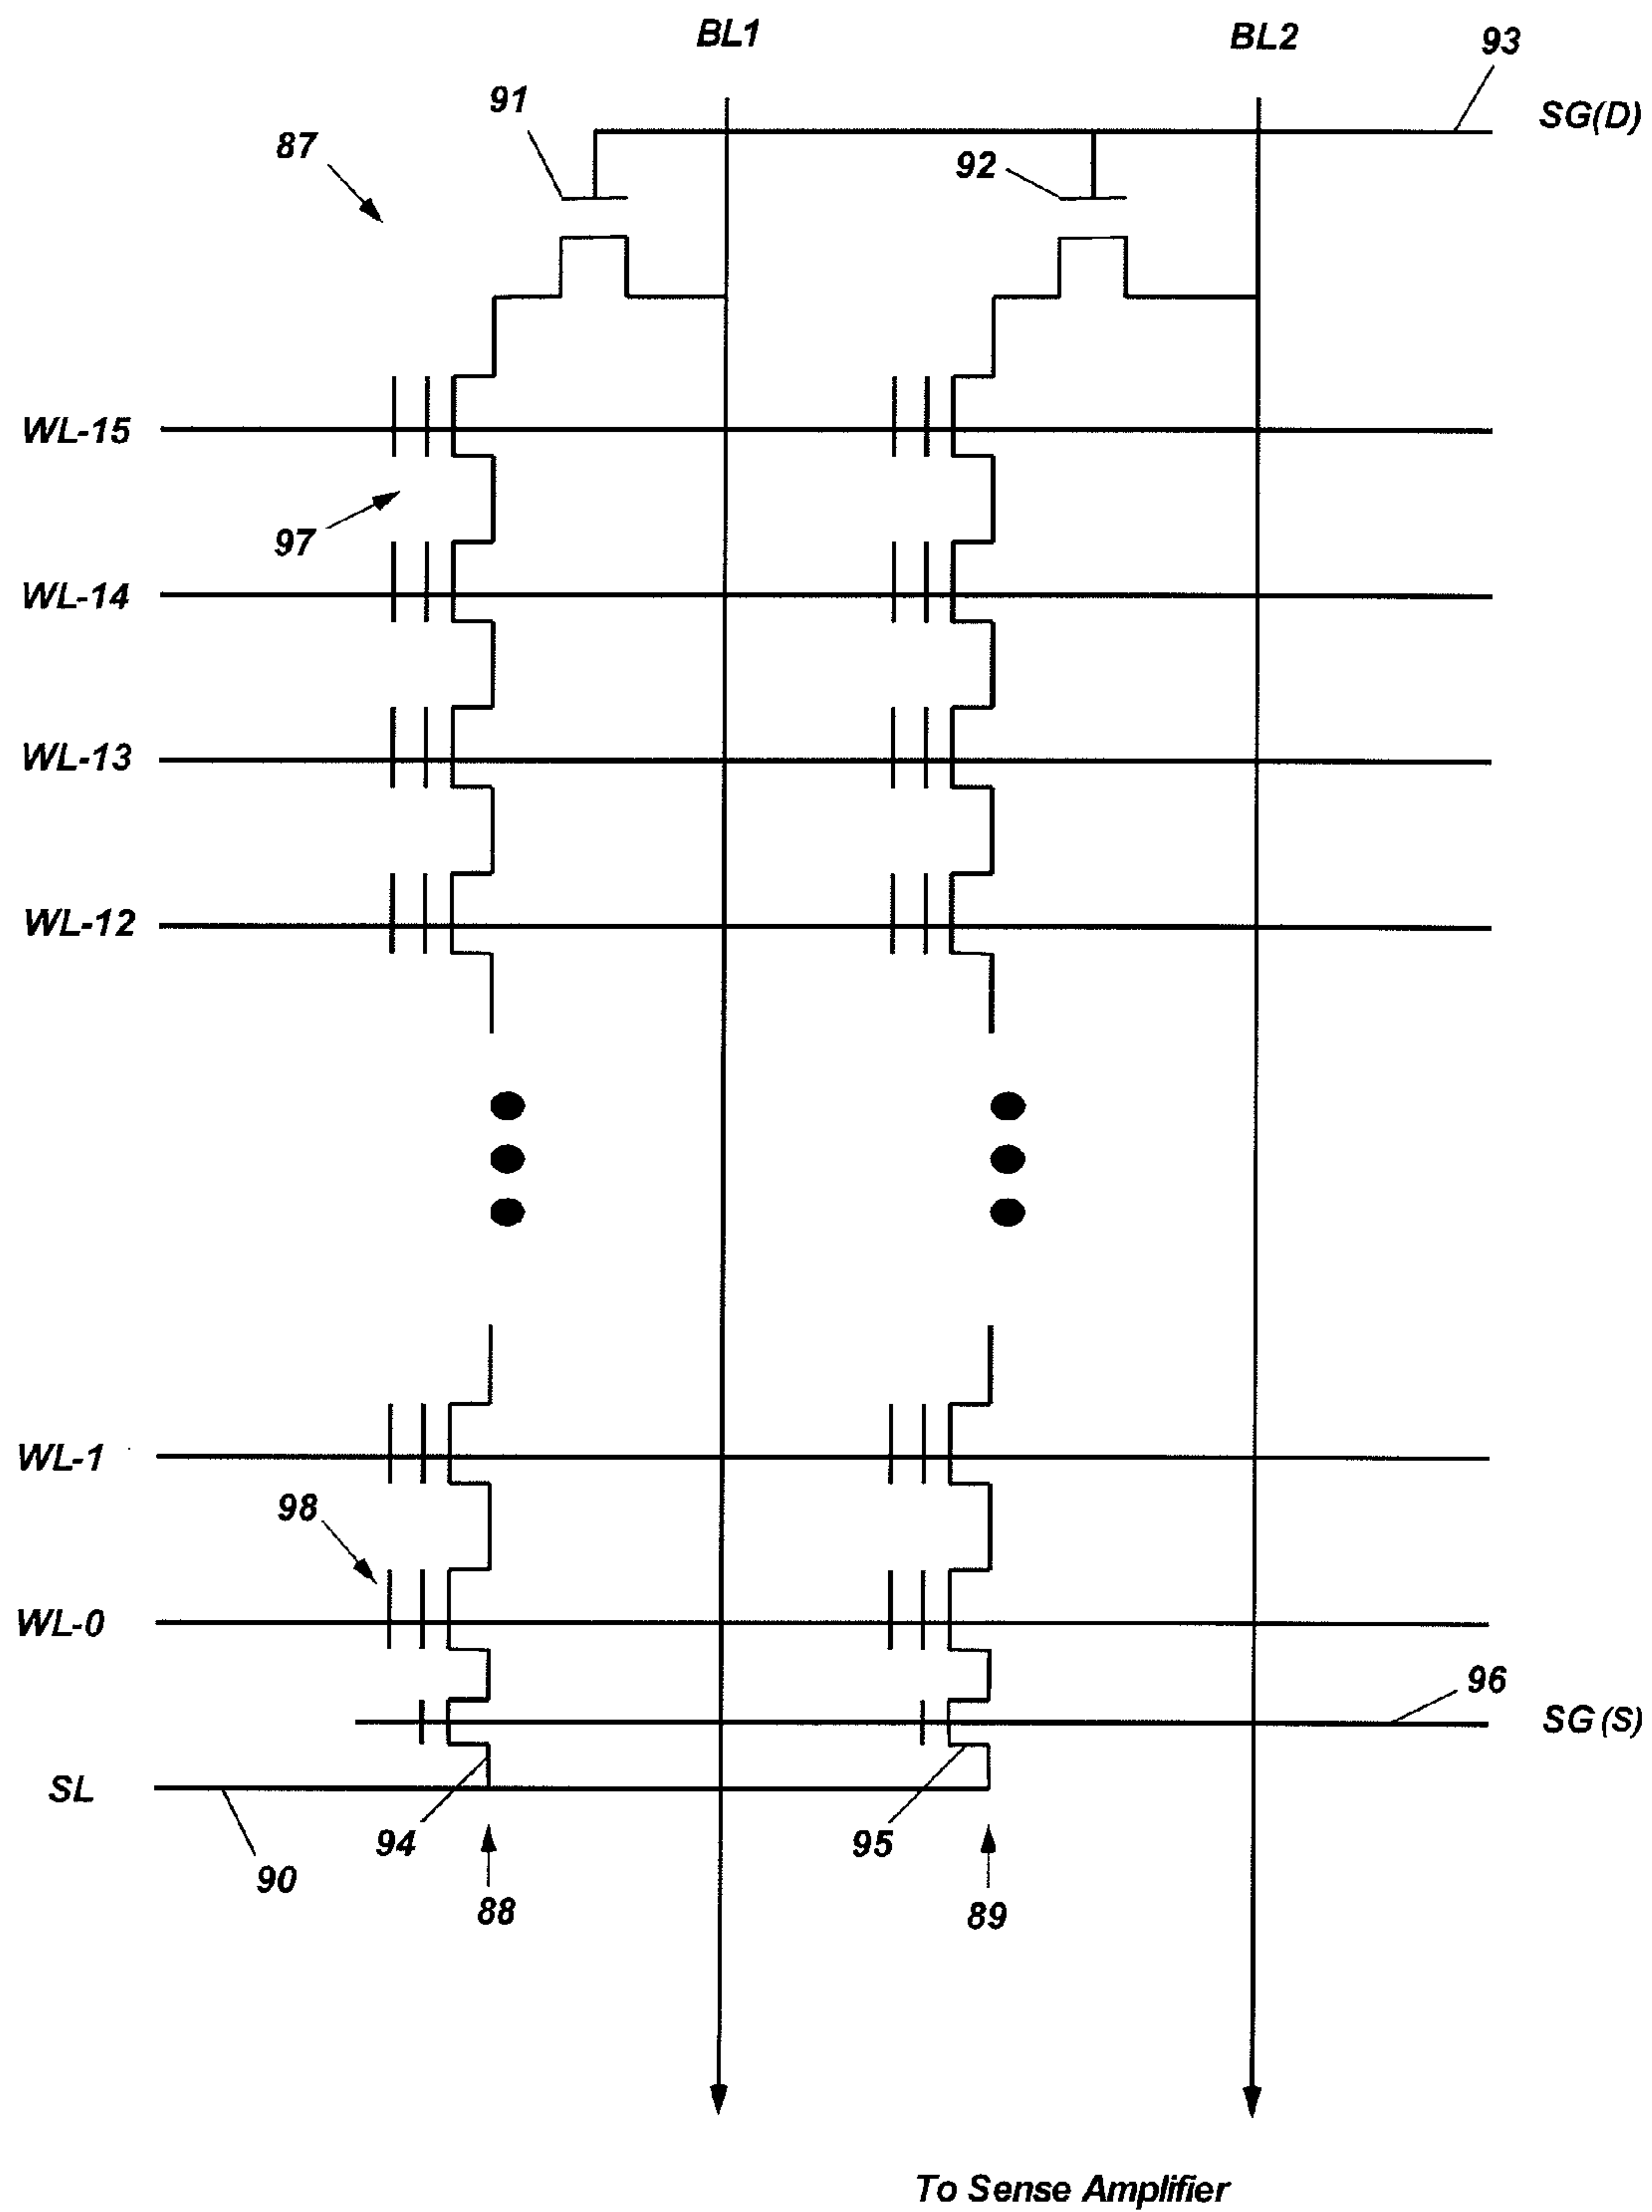 BL1
BL2
93
SG(D)
91
87
92
WL-15
97
WL-14
WL-13
WL-12
WL-1
98
WL-0
96
SG(S)
SL
94
95
90
88
89
To Sense Amplifier